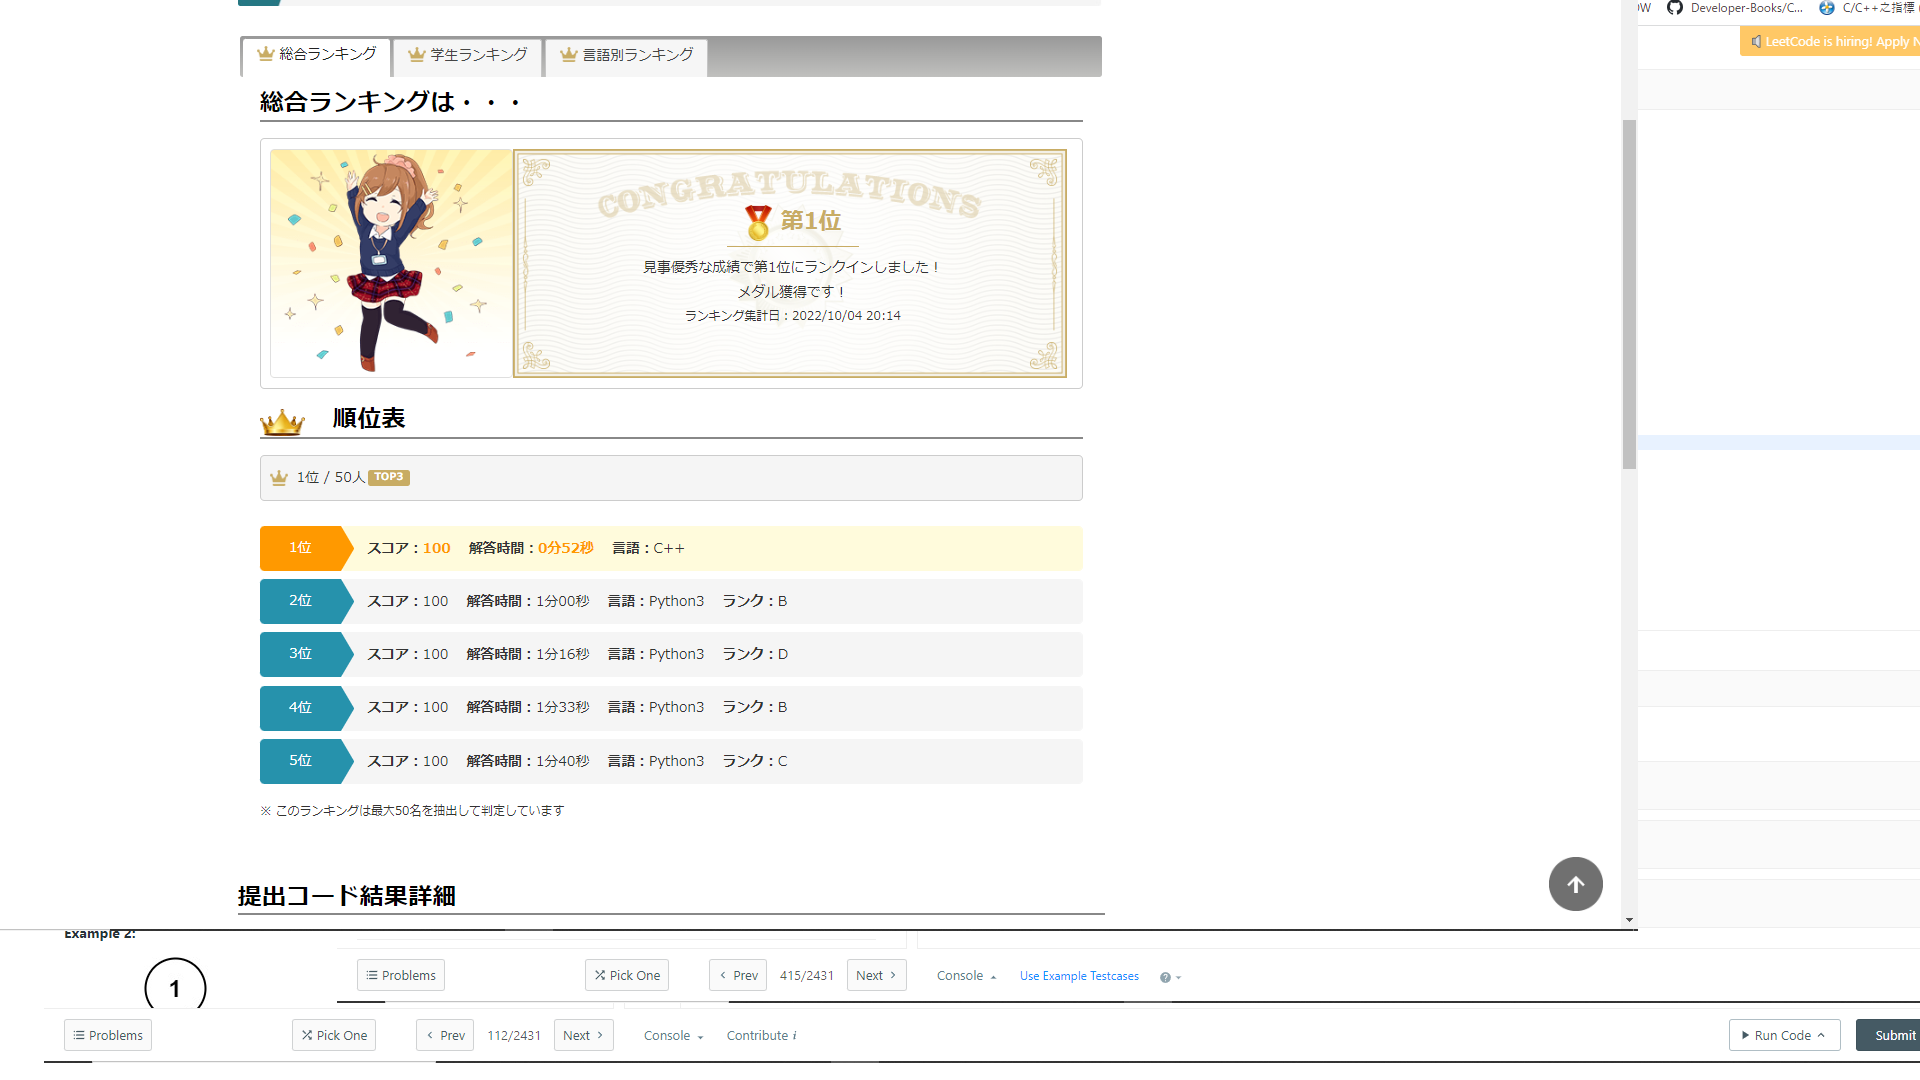 Developer-Books/C...
C/C++之指標
LeetCode is hiring! Apply N
総合ランキング
学生ランキング
言語別ランキング
総合ランキングは・・・
CONGRATULATIONS
第1位
見事優秀な成績で第1位にランクインしました！
メダル獲得です！
ランキング集計日：2022/10/04 20:14
順位表
1位 / 50人 TOP3
1位 スコア：100 解答時間：0分52秒 言語：C++
2位 スコア：100 解答時間：1分00秒 言語：Python3 ランク：B
3位 スコア：100 解答時間：1分16秒 言語：Python3 ランク：D
4位 スコア：100 解答時間：1分33秒 言語：Python3 ランク：B
5位 スコア：100 解答時間：1分40秒 言語：Python3 ランク：C
※ このランキングは最大50名を抽出して判定しています
提出コード結果詳細
Example 2:
1
Problems Pick One Prev 415/2431 Next Console Use Example Testcases
Problems Pick One Prev 112/2431 Next Console Contribute i Run Code Submit